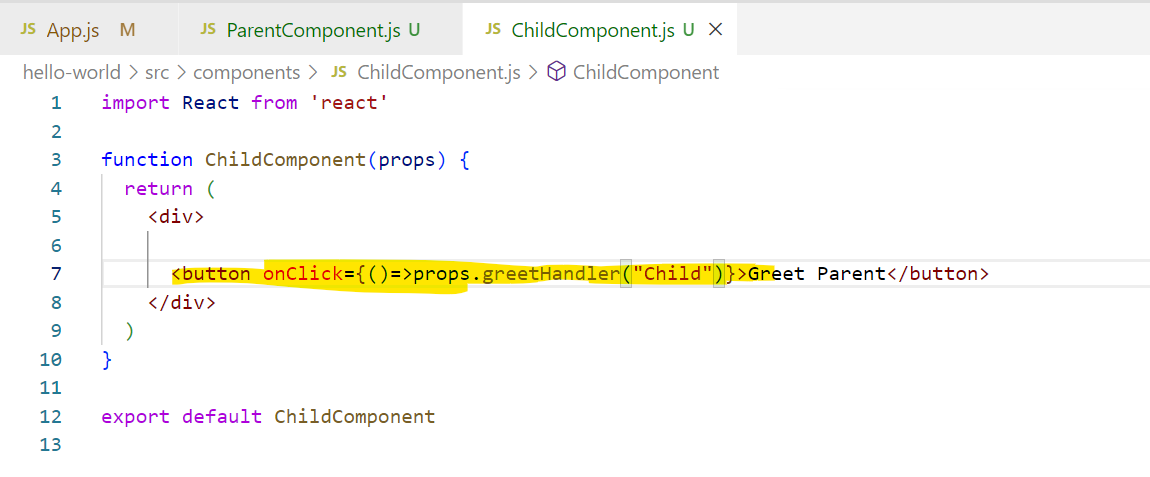 JS App.js M JS ParentComponent.js U JS ChildComponent.js U
hello-world > src > components > JS ChildComponent.js > ChildComponent
1 import React from 'react'
2
3 function ChildComponent(props) {
4 return (
5 <div>
6
7 <button onClick={()=>props.greetHandler("Child")}>Greet Parent</button>
8 </div>
9 )
10 }
11
12 export default ChildComponent
13